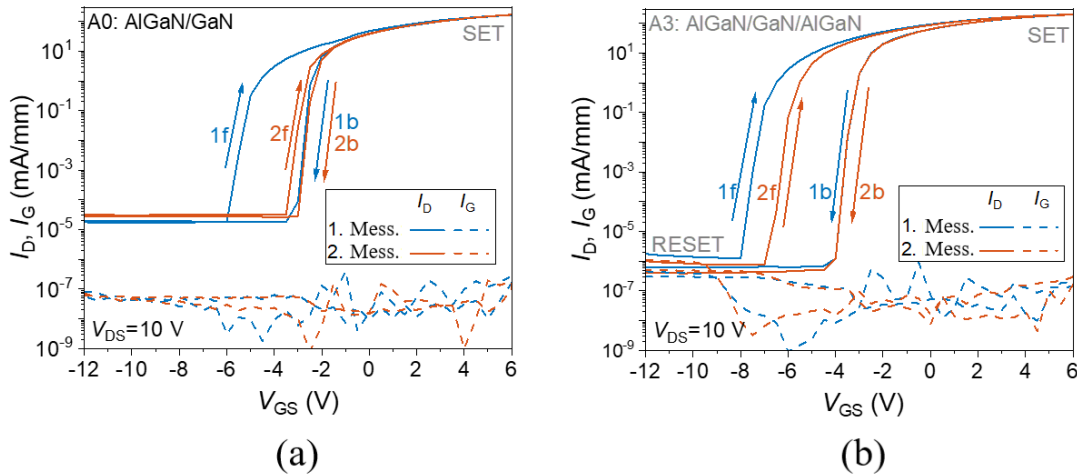 A0: AlGaN/GaN
SET
1f
2f
1b
2b
I_D I_G
1. Mess.
2. Mess.
V_DS=10 V
10^1
10^-1
10^-3
10^-5
10^-7
10^-9
I_D, I_G (mA/mm)
-12 -10 -8 -6 -4 -2 0 2 4 6
V_GS (V)
(a)
A3: AlGaN/GaN/AlGaN
SET
1f
2f
1b
2b
RESET
I_D I_G
1. Mess.
2. Mess.
V_DS=10 V
10^1
10^-1
10^-3
10^-5
10^-7
10^-9
I_D, I_G (mA/mm)
-12 -10 -8 -6 -4 -2 0 2 4 6
V_GS (V)
(b)